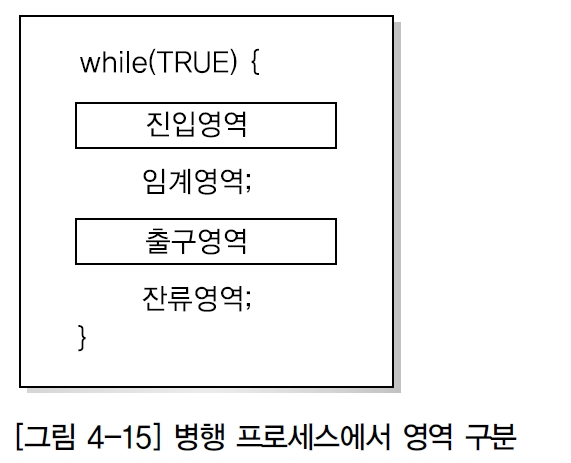 while(TRUE) {
진입영역
임계영역;
출구영역
잔류영역;
}
[그림 4-15] 병행 프로세스에서 영역 구분